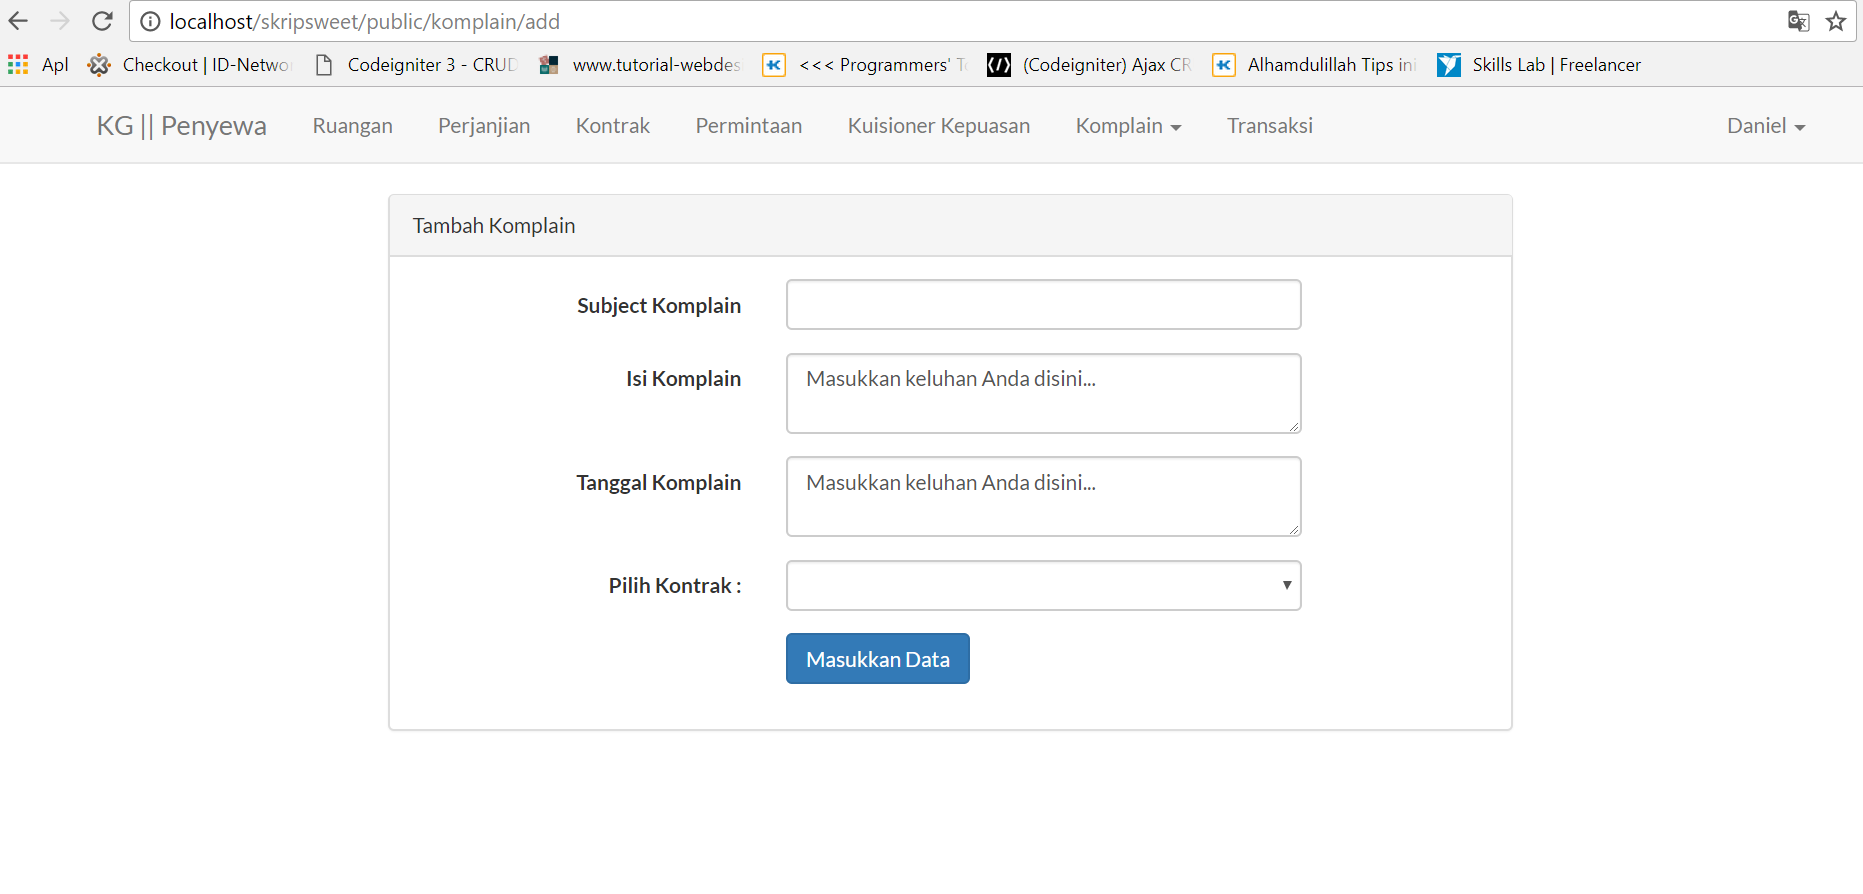 localhost/skripsweet/public/komplain/add
Apl Checkout | ID-Networ Codeigniter 3 - CRUD www.tutorial-webdes <<< Programmers' T (Codeigniter) Ajax CR Alhamdulillah Tips ini Skills Lab | Freelancer
KG || Penyewa Ruangan Perjanjian Kontrak Permintaan Kuisioner Kepuasan Komplain Transaksi Daniel
Tambah Komplain
Subject Komplain
Isi Komplain Masukkan keluhan Anda disini...
Tanggal Komplain Masukkan keluhan Anda disini...
Pilih Kontrak :
Masukkan Data